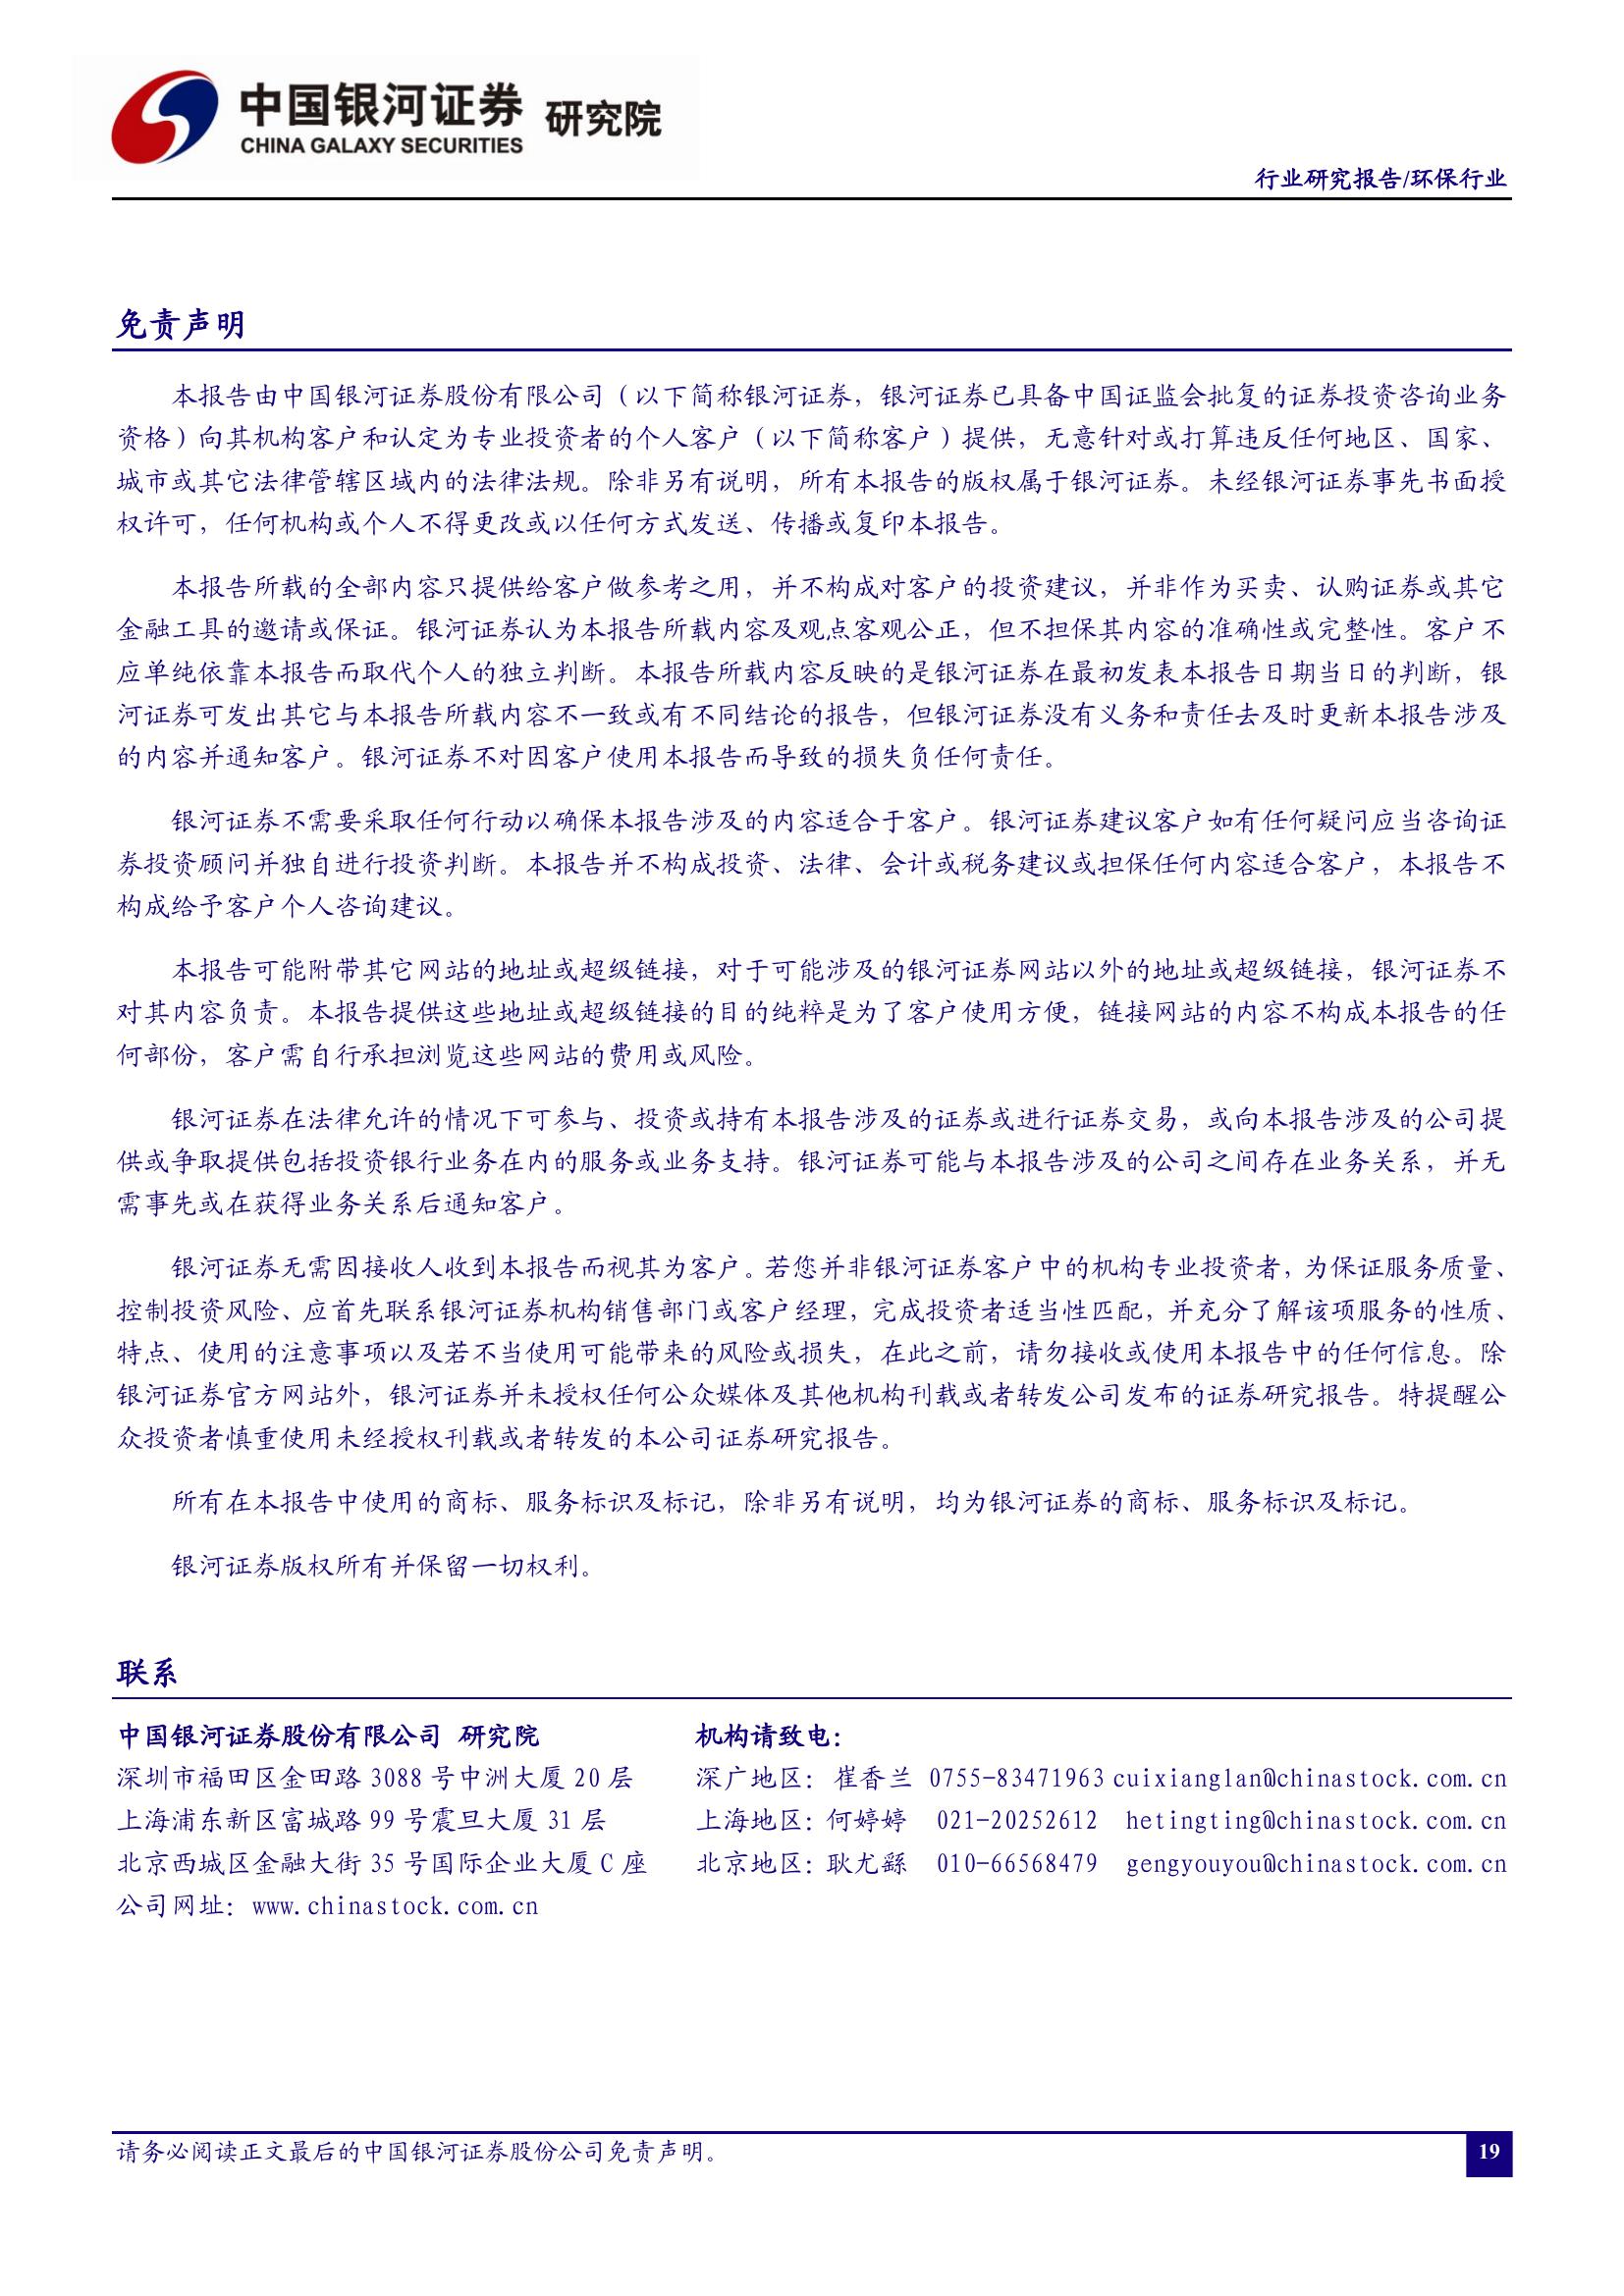 中国银河证券 研究院
CHINA GALAXY SECURITIES
行业研究报告/环保行业
免责声明
本报告由中国银河证券股份有限公司（以下简称银河证券，银河证券已具备中国证监会批复的证券投资咨询业务
资格）向其机构客户和认定为专业投资者的个人客户（以下简称客户）提供，无意针对或打算违反任何地区、国家、
城市或其它法律管辖区域内的法律法规。除非另有说明，所有本报告的版权属于银河证券。未经银河证券事先书面授
权许可，任何机构或个人不得更改或以任何方式发送、传播或复印本报告。
本报告所载的全部内容只提供给客户做参考之用，并不构成对客户的投资建议，并非作为买卖、认购证券或其它
金融工具的邀请或保证。银河证券认为本报告所载内容及观点客观公正，但不担保其内容的准确性或完整性。客户不
应单纯依靠本报告而取代个人的独立判断。本报告所载内容反映的是银河证券在最初发表本报告日期当日的判断，银
河证券可发出其它与本报告所载内容不一致或有不同结论的报告，但银河证券没有义务和责任去及时更新本报告涉及
的内容并通知客户。银河证券不对因客户使用本报告而导致的损失负任何责任。
银河证券不需要采取任何行动以确保本报告涉及的内容适合于客户。银河证券建议客户如有任何疑问应当咨询证
券投资顾问并独自进行投资判断。本报告并不构成投资、法律、会计或税务建议或担保任何内容适合客户，本报告不
构成给予客户个人咨询建议。
本报告可能附带其它网站的地址或超级链接，对于可能涉及的银河证券网站以外的地址或超级链接，银河证券不
对其内容负责。本报告提供这些地址或超级链接的目的纯粹是为了客户使用方便，链接网站的内容不构成本报告的任
何部份，客户需自行承担浏览这些网站的费用或风险。
银河证券在法律允许的情况下可参与、投资或持有本报告涉及的证券或进行证券交易，或向本报告涉及的公司提
供或争取提供包括投资银行业务在内的服务或业务支持。银河证券可能与本报告涉及的公司之间存在业务关系，并无
需事先或在获得业务关系后通知客户。
银河证券无需因接收人收到本报告而视其为客户。若您并非银河证券客户中的机构专业投资者，为保证服务质量、
控制投资风险、应首先联系银河证券机构销售部门或客户经理，完成投资者适当性匹配，并充分了解该项服务的性质、
特点、使用的注意事项以及若不当使用可能带来的风险或损失，在此之前，请勿接收或使用本报告中的任何信息。除
银河证券官方网站外，银河证券并未授权任何公众媒体及其他机构刊载或者转发公司发布的证券研究报告。特提醒公
众投资者慎重使用未经授权刊载或者转发的本公司证券研究报告。
所有在本报告中使用的商标、服务标识及标记，除非另有说明，均为银河证券的商标、服务标识及标记。
银河证券版权所有并保留一切权利。
联系
中国银河证券股份有限公司 研究院 机构请致电：
深圳市福田区金田路 3088 号中洲大厦 20 层 深广地区：崔香兰 0755-83471963 cuixianglan@chinastock.com.cn
上海浦东新区富城路 99 号震旦大厦 31 层 上海地区：何婷婷 021-20252612 hetingting@chinastock.com.cn
北京西城区金融大街 35 号国际企业大厦 C 座 北京地区：耿尤繇 010-66568479 gengyouyou@chinastock.com.cn
公司网址：www.chinastock.com.cn
请务必阅读正文最后的中国银河证券股份公司免责声明。
19